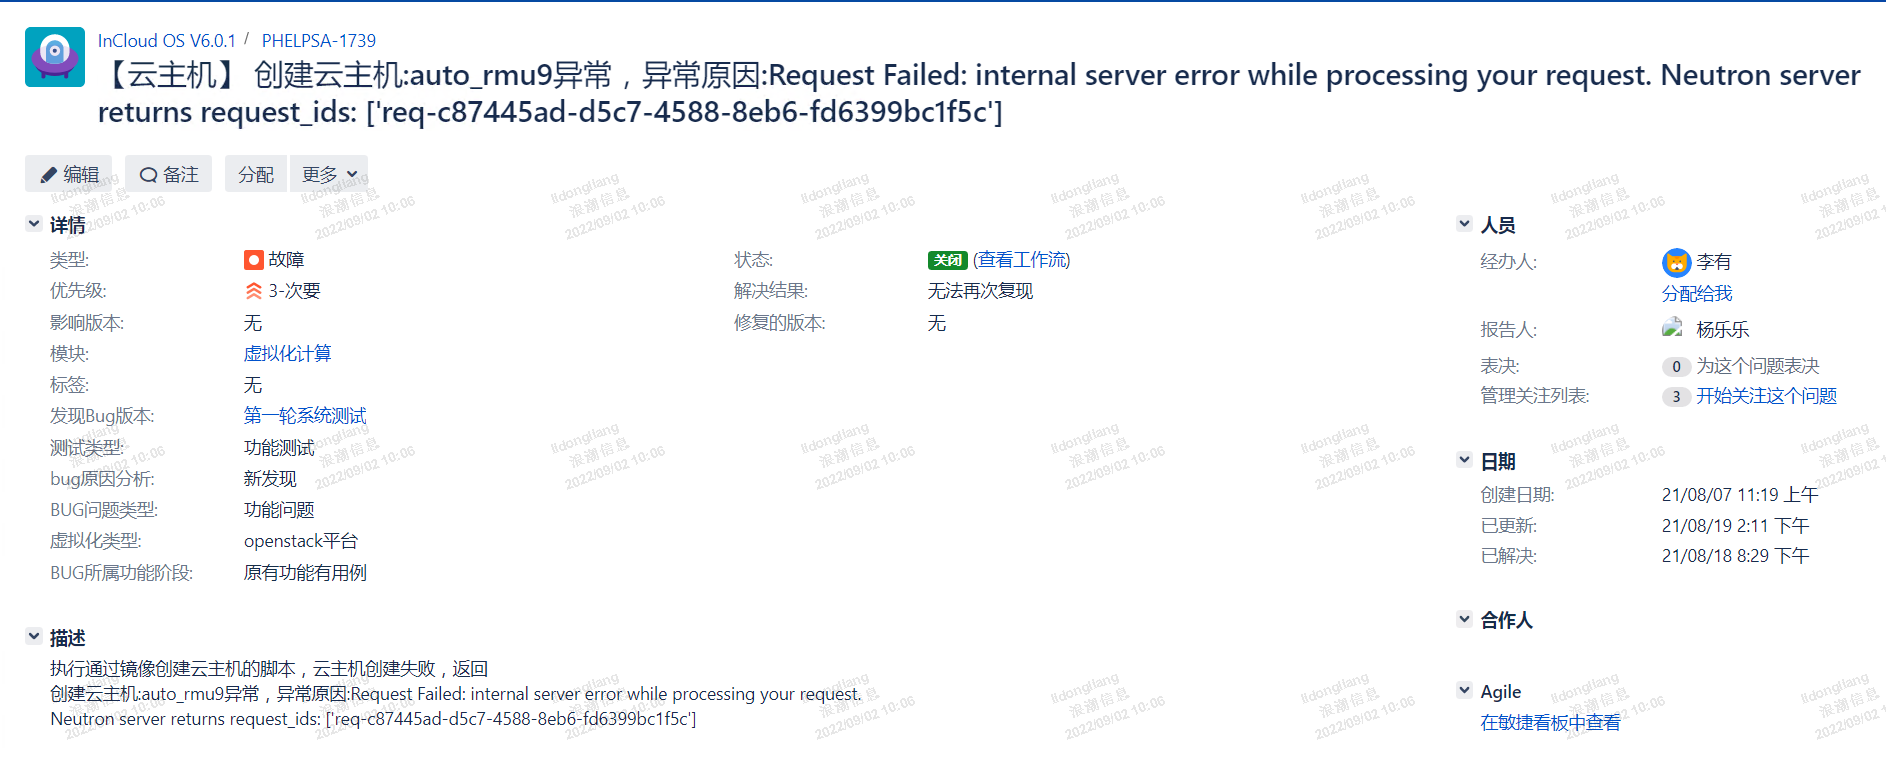 InCloud OS V6.0.1 / PHELPSA-1739
【云主机】 创建云主机:auto_rmu9异常，异常原因:Request Failed: internal server error while processing your request. Neutron server
returns request_ids: ['req-c87445ad-d5c7-4588-8eb6-fd6399bc1f5c']
编辑 备注 分配 更多
详情
类型: 故障
状态: 关闭 (查看工作流)
优先级: 3-次要
解决结果: 无法再次复现
影响版本: 无
修复的版本: 无
模块: 虚拟化计算
标签: 无
发现Bug版本: 第一轮系统测试
测试类型: 功能测试
bug原因分析: 新发现
BUG问题类型: 功能问题
虚拟化类型: openstack平台
BUG所属功能阶段: 原有功能有用例
描述
执行通过镜像创建云主机的脚本，云主机创建失败，返回
创建云主机:auto_rmu9异常，异常原因:Request Failed: internal server error while processing your request.
Neutron server returns request_ids: ['req-c87445ad-d5c7-4588-8eb6-fd6399bc1f5c']
人员
经办人: 李有
分配给我
报告人: 杨乐乐
表决: 0 为这个问题表决
管理关注列表: 3 开始关注这个问题
日期
创建日期: 21/08/07 11:19 上午
已更新: 21/08/19 2:11 下午
已解决: 21/08/18 8:29 下午
合作人
Agile
在敏捷看板中查看
lidongliang
浪潮信息
2022/09/02 10:06